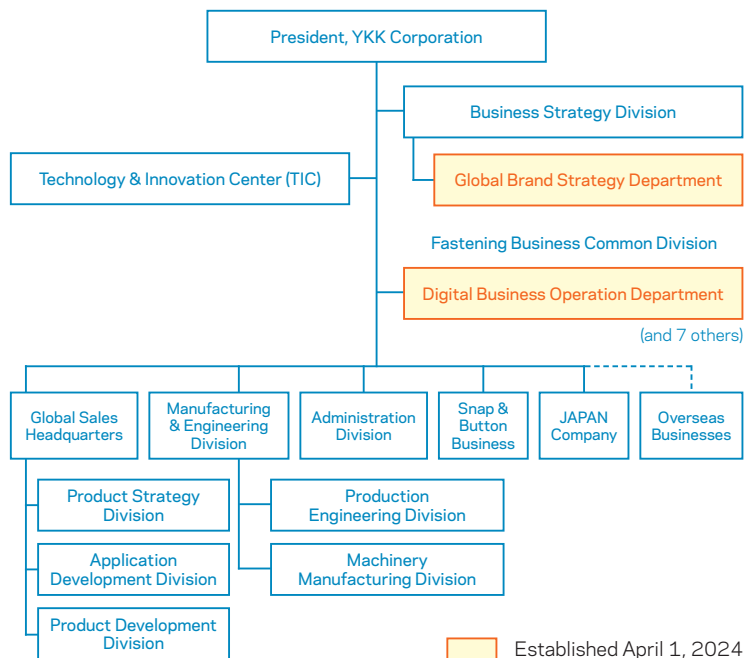 President, YKK Corporation
Business Strategy Division
Technology & Innovation Center (TIC)
Global Brand Strategy Department
Fastening Business Common Division
Digital Business Operation Department
(and 7 others)
Global Sales
Headquarters
Manufacturing
& Engineering
Division
Administration
Division
Snap &
Button
Business
JAPAN
Company
Overseas
Businesses
Product Strategy
Division
Production
Engineering Division
Application
Development Division
Machinery
Manufacturing Division
Product Development
Division
Established April 1, 2024